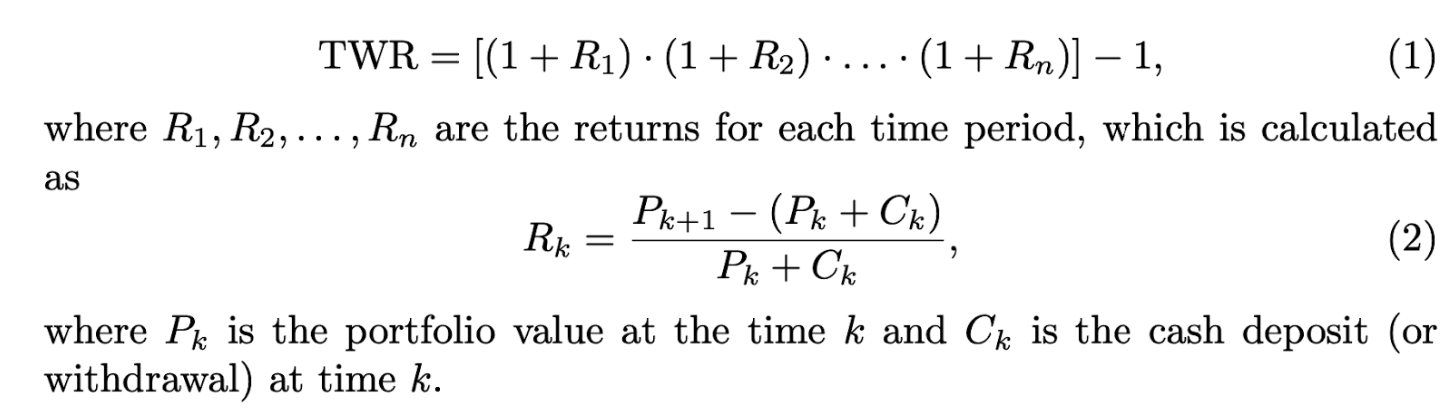 TWR = [(1 + R₁) · (1 + R₂) · . . . . · (1 + Rₙ)] − 1, (1)
where R₁, R₂, . . . , Rₙ are the returns for each time period, which is calculated
as
Rₖ = \frac{Pₖ₊₁ − (Pₖ + Cₖ)}{Pₖ + Cₖ}, (2)
where Pₖ is the portfolio value at the time k and Cₖ is the cash deposit (or
withdrawal) at time k.